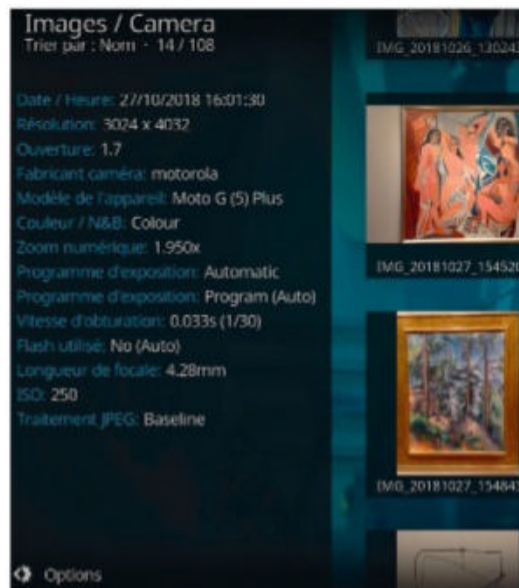 Images / Camera
Trier par : Nom - 14 / 108
Date / Heure: 27/10/2018 16:01:30
Résolution: 3024 x 4032
Ouverture: 1.7
Fabricant caméra: motorola
Modèle de l'appareil: Moto G (5) Plus
Couleur / N&B: Colour
Zoom numérique: 1.950x
Programme d'exposition: Automatic
Programme d'exposition: Program (Auto)
Vitesse d'obturation: 0.033s (1/30)
Flash utilisé: No (Auto)
Longueur de focale: 4.28mm
ISO: 250
Traitement JPEG: Baseline
Options
IMG_20181026_13024
IMG_20181027_154520
IMG_20181027_15484